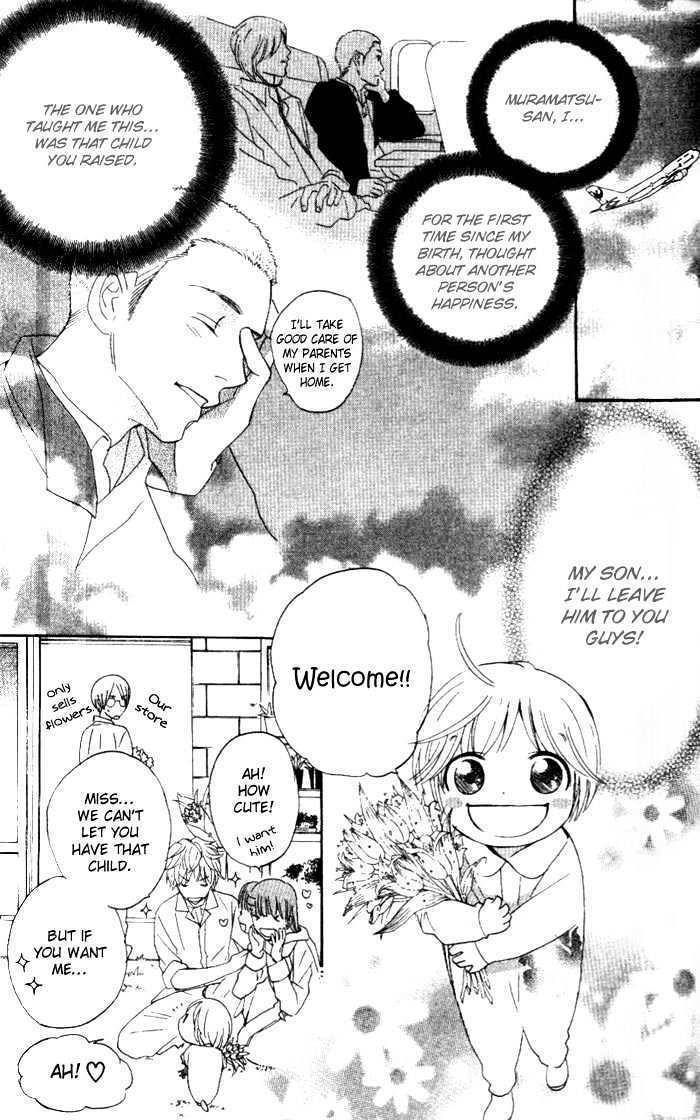 MURAMATSU-
SAN, I...
FOR THE FIRST
TIME SINCE MY
BIRTH, THOUGHT
ABOUT ANOTHER
PERSON'S
HAPPINESS.
THE ONE WHO
TAUGHT ME THIS...
WAS THAT CHILD
YOU RAISED.
I'LL TAKE
GOOD CARE OF
MY PARENTS
WHEN I GET
HOME.
MY SON...
I'LL LEAVE
HIM TO YOU
GUYS!
Welcome!!
AH!
HOW
CUTE!
I want
him!
Our
store
only
sells
flowers.
MISS...
WE CAN'T
LET YOU
HAVE THAT
CHILD.
BUT IF
YOU WANT
ME...
AH! ♡